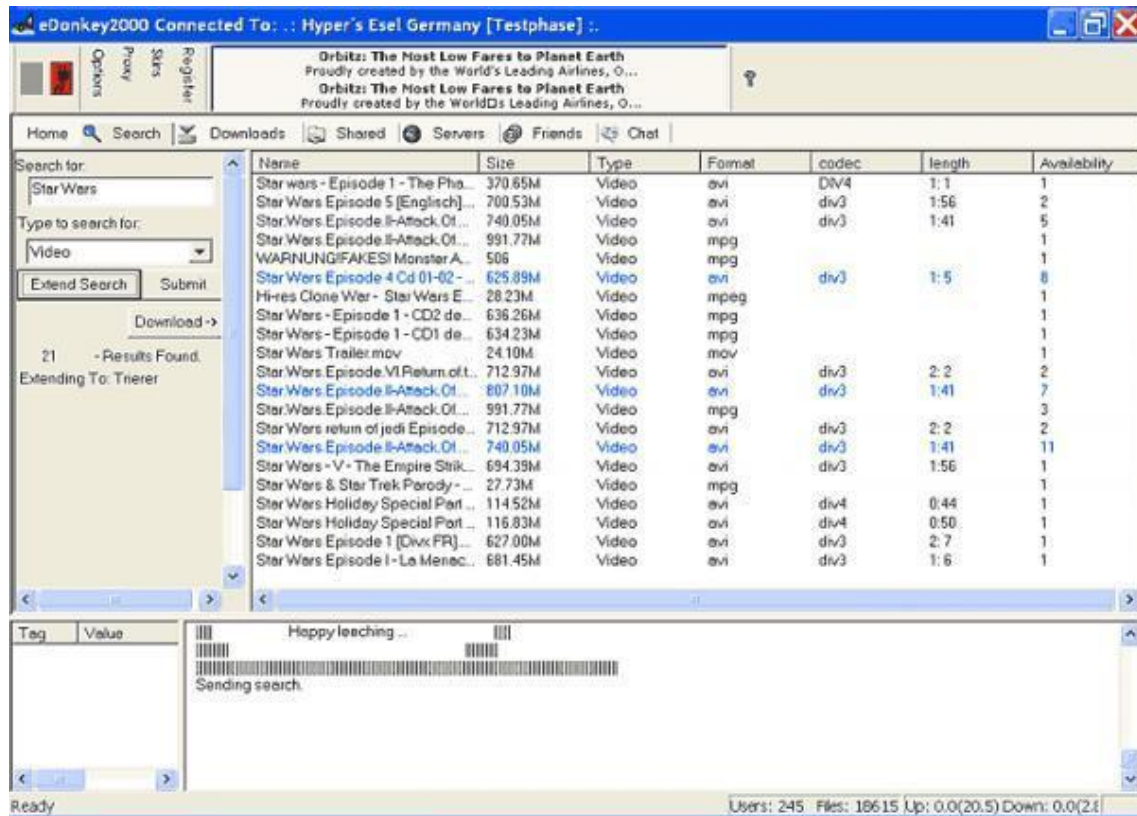 eDonkey2000 Connected To: .: Hyper's Esel Germany [Testphase] :.
Options Proxy Skins Register
Orbitz: The Most Low Fares to Planet Earth
Proudly created by the World's Leading Airlines, O...
Orbitz: The Most Low Fares to Planet Earth
Proudly created by the World□s Leading Airlines, O...
Home Search Downloads Shared Servers Friends Chat
Search for:
Star Wars
Type to search for:
Video
Extend Search Submit
Download ->
21 - Results Found.
Extending To: Trierer
Name Size Type Format codec length Availability
Star wars - Episode 1 - The Pha... 370.65M Video avi DIV4 1: 1 1
Star Wars Episode 5 [Englisch]... 700.53M Video avi div3 1:56 2
Star.Wars.Episode.II-Attack.Of.... 740.05M Video avi div3 1:41 5
Star.Wars.Episode.II-Attack.Of.... 991.77M Video mpg 1
WARNUNG!FAKES! Monster A... 506 Video mpg 1
Star Wars Episode 4 Cd 01-02 - ... 625.89M Video avi div3 1: 5 8
Hi-res Clone War - Star Wars E... 28.23M Video mpeg 1
Star Wars - Episode 1 - CD2 de... 636.26M Video mpg 1
Star Wars - Episode 1 - CD1 de... 634.23M Video mpg 1
Star Wars Trailer.mov 24.10M Video mov 1
Star.Wars.Episode.VI.Return.of.t... 712.97M Video avi div3 2: 2 2
Star.Wars.Episode.II-Attack.Of.... 807.10M Video avi div3 1:41 7
Star.Wars.Episode.II-Attack.Of.... 991.77M Video mpg 3
Star Wars return of jedi Episode... 712.97M Video avi div3 2: 2 2
Star.Wars.Episode.II-Attack.Of.... 740.05M Video avi div3 1:41 11
Star Wars - V - The Empire Strik... 694.39M Video avi div3 1:56 1
Star Wars & Star Trek Parody - ... 27.73M Video mpg 1
Star Wars Holiday Special Part ... 114.52M Video avi div4 0:44 1
Star Wars Holiday Special Part ... 116.83M Video avi div4 0:50 1
Star Wars Episode 1 [Divx FR]... 627.00M Video avi div3 2: 7 1
Star Wars Episode I - La Menac... 681.45M Video avi div3 1: 6 1
Tag Value
Happy leeching ...
Sending search.
Ready
Users: 245 Files: 18615 Up: 0.0(20.5) Down: 0.0(2.8